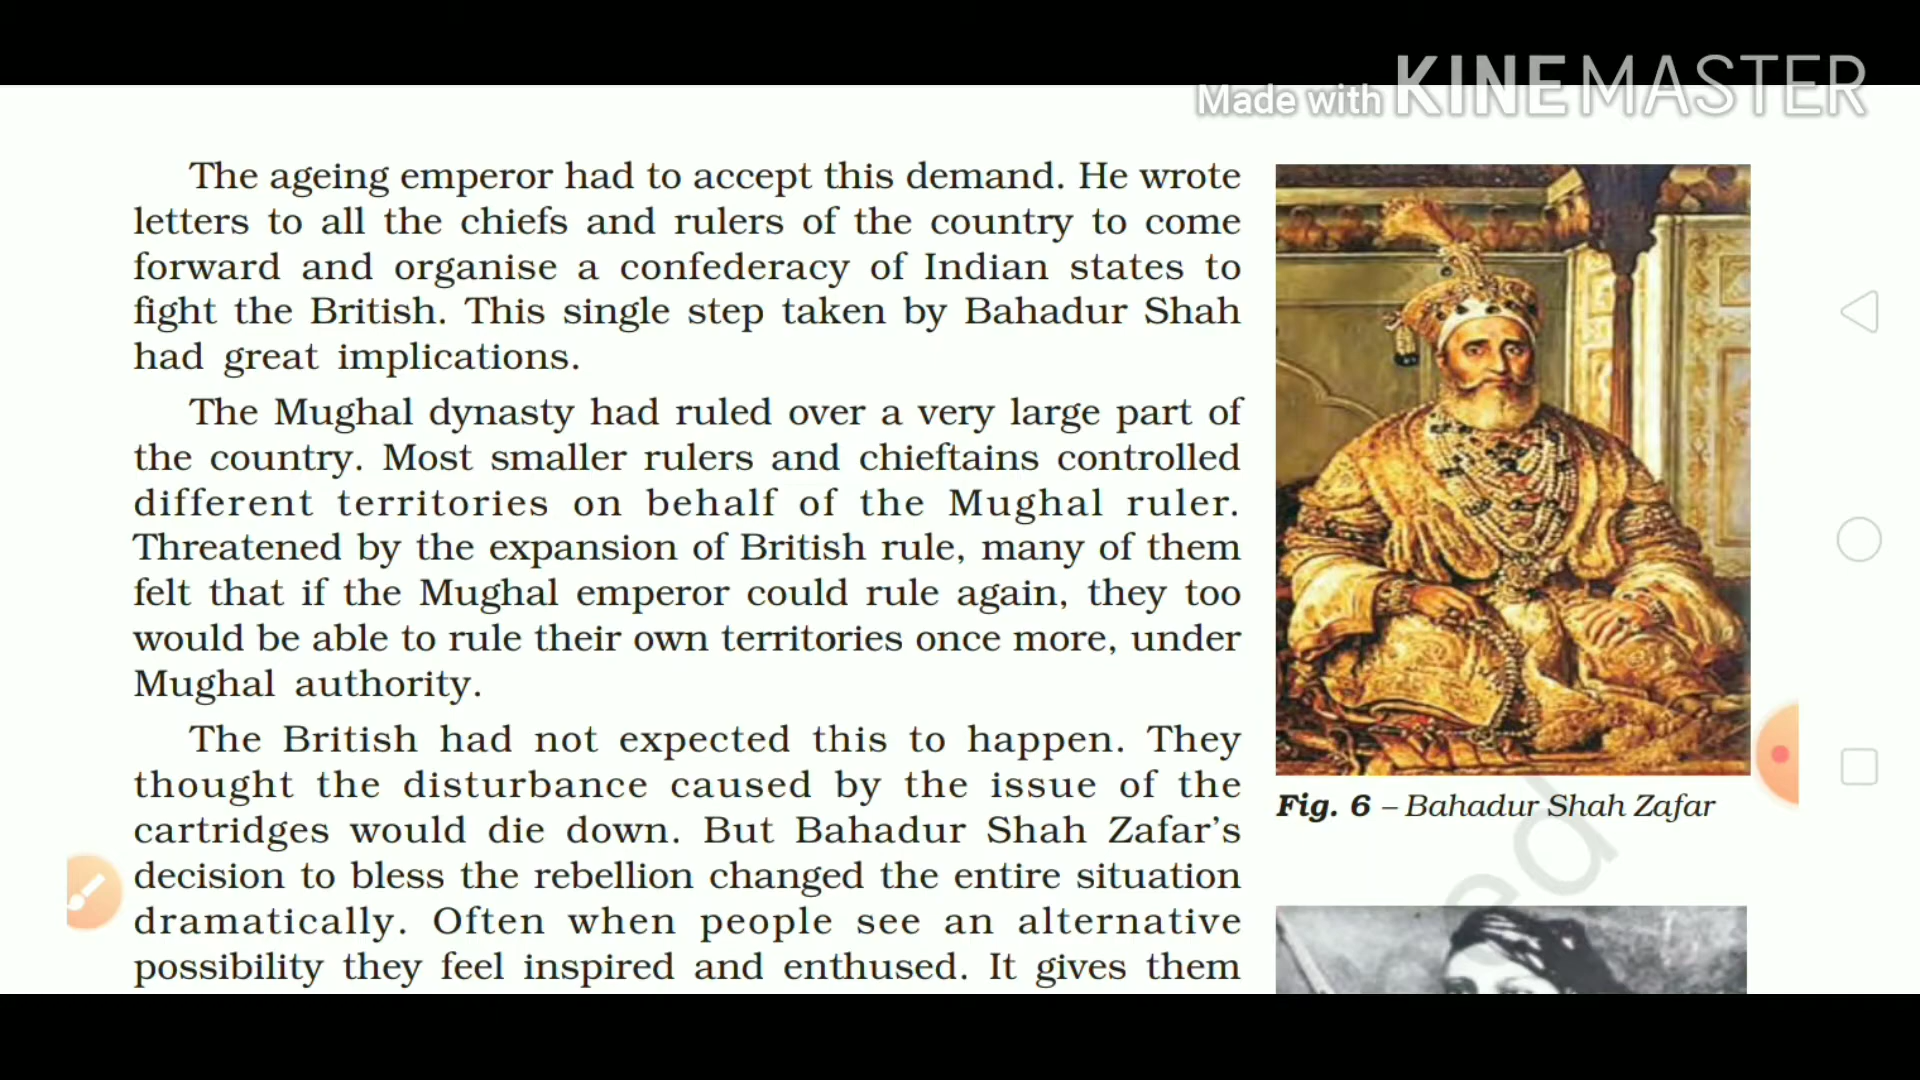 Made with KINEMASTER
The ageing emperor had to accept this demand. He wrote
letters to all the chiefs and rulers of the country to come
forward and organise a confederacy of Indian states to
fight the British. This single step taken by Bahadur Shah
had great implications.
The Mughal dynasty had ruled over a very large part of
the country. Most smaller rulers and chieftains controlled
different territories on behalf of the Mughal ruler.
Threatened by the expansion of British rule, many of them
felt that if the Mughal emperor could rule again, they too
would be able to rule their own territories once more, under
Mughal authority.
The British had not expected this to happen. They
thought the disturbance caused by the issue of the
cartridges would die down. But Bahadur Shah Zafar's
decision to bless the rebellion changed the entire situation
dramatically. Often when people see an alternative
possibility they feel inspired and enthused. It gives them
Fig. 6 – Bahadur Shah Zafar